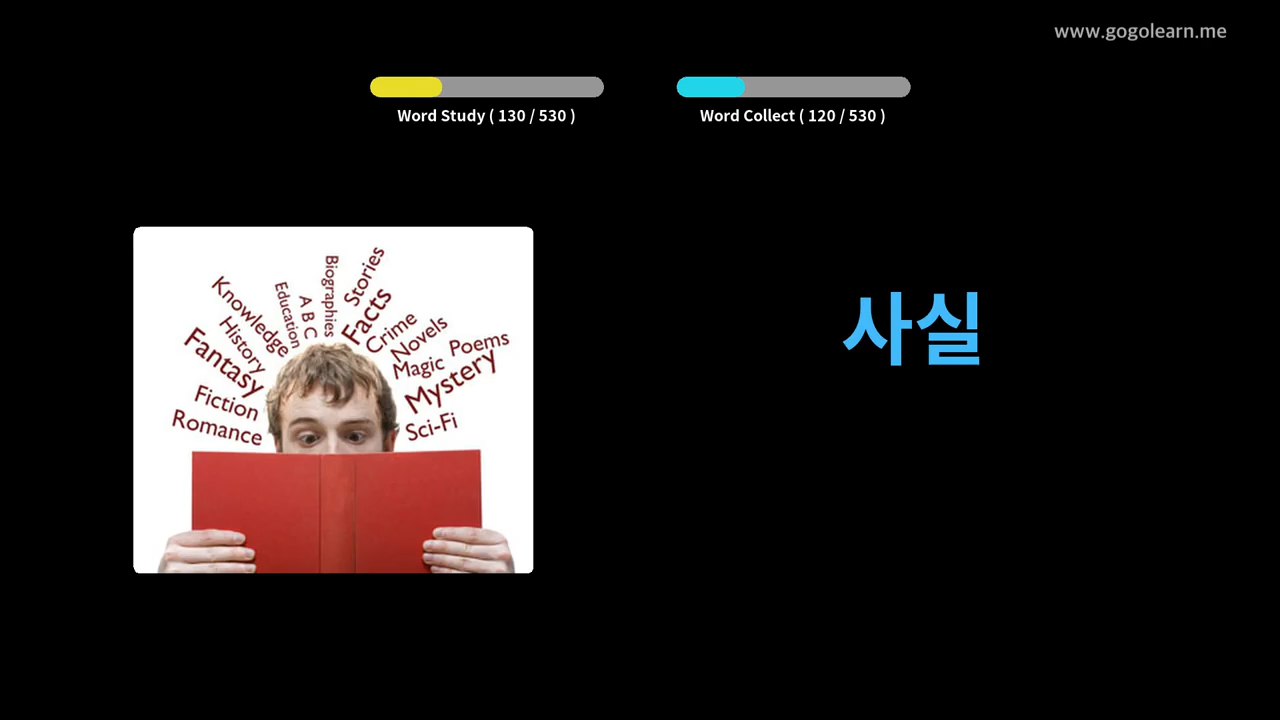 www.gogolearn.me
Word Study ( 130 / 530 )
Word Collect ( 120 / 530 )
Romance
Fiction
Fantasy
History
Knowledge
Education
A B C
Biographies
Stories
Facts
Crime
Novels
Magic
Poems
Mystery
Sci-Fi
사실